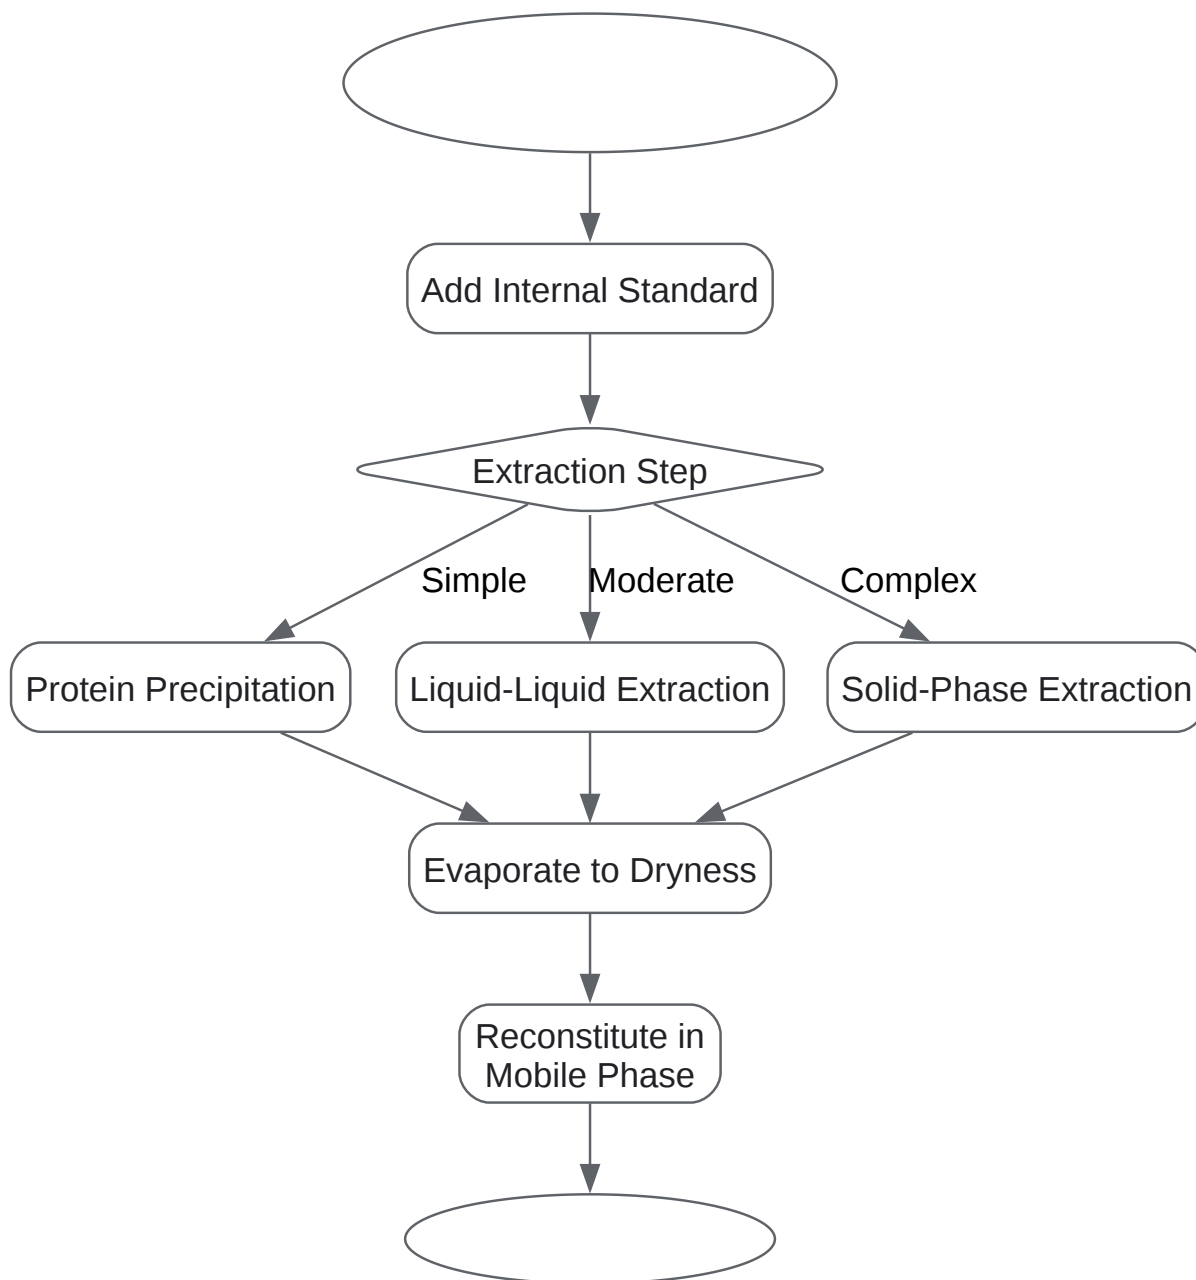 Add Internal Standard
Extraction Step
Simple
Moderate
Complex
Protein Precipitation
Liquid-Liquid Extraction
Solid-Phase Extraction
Evaporate to Dryness
Reconstitute in
Mobile Phase